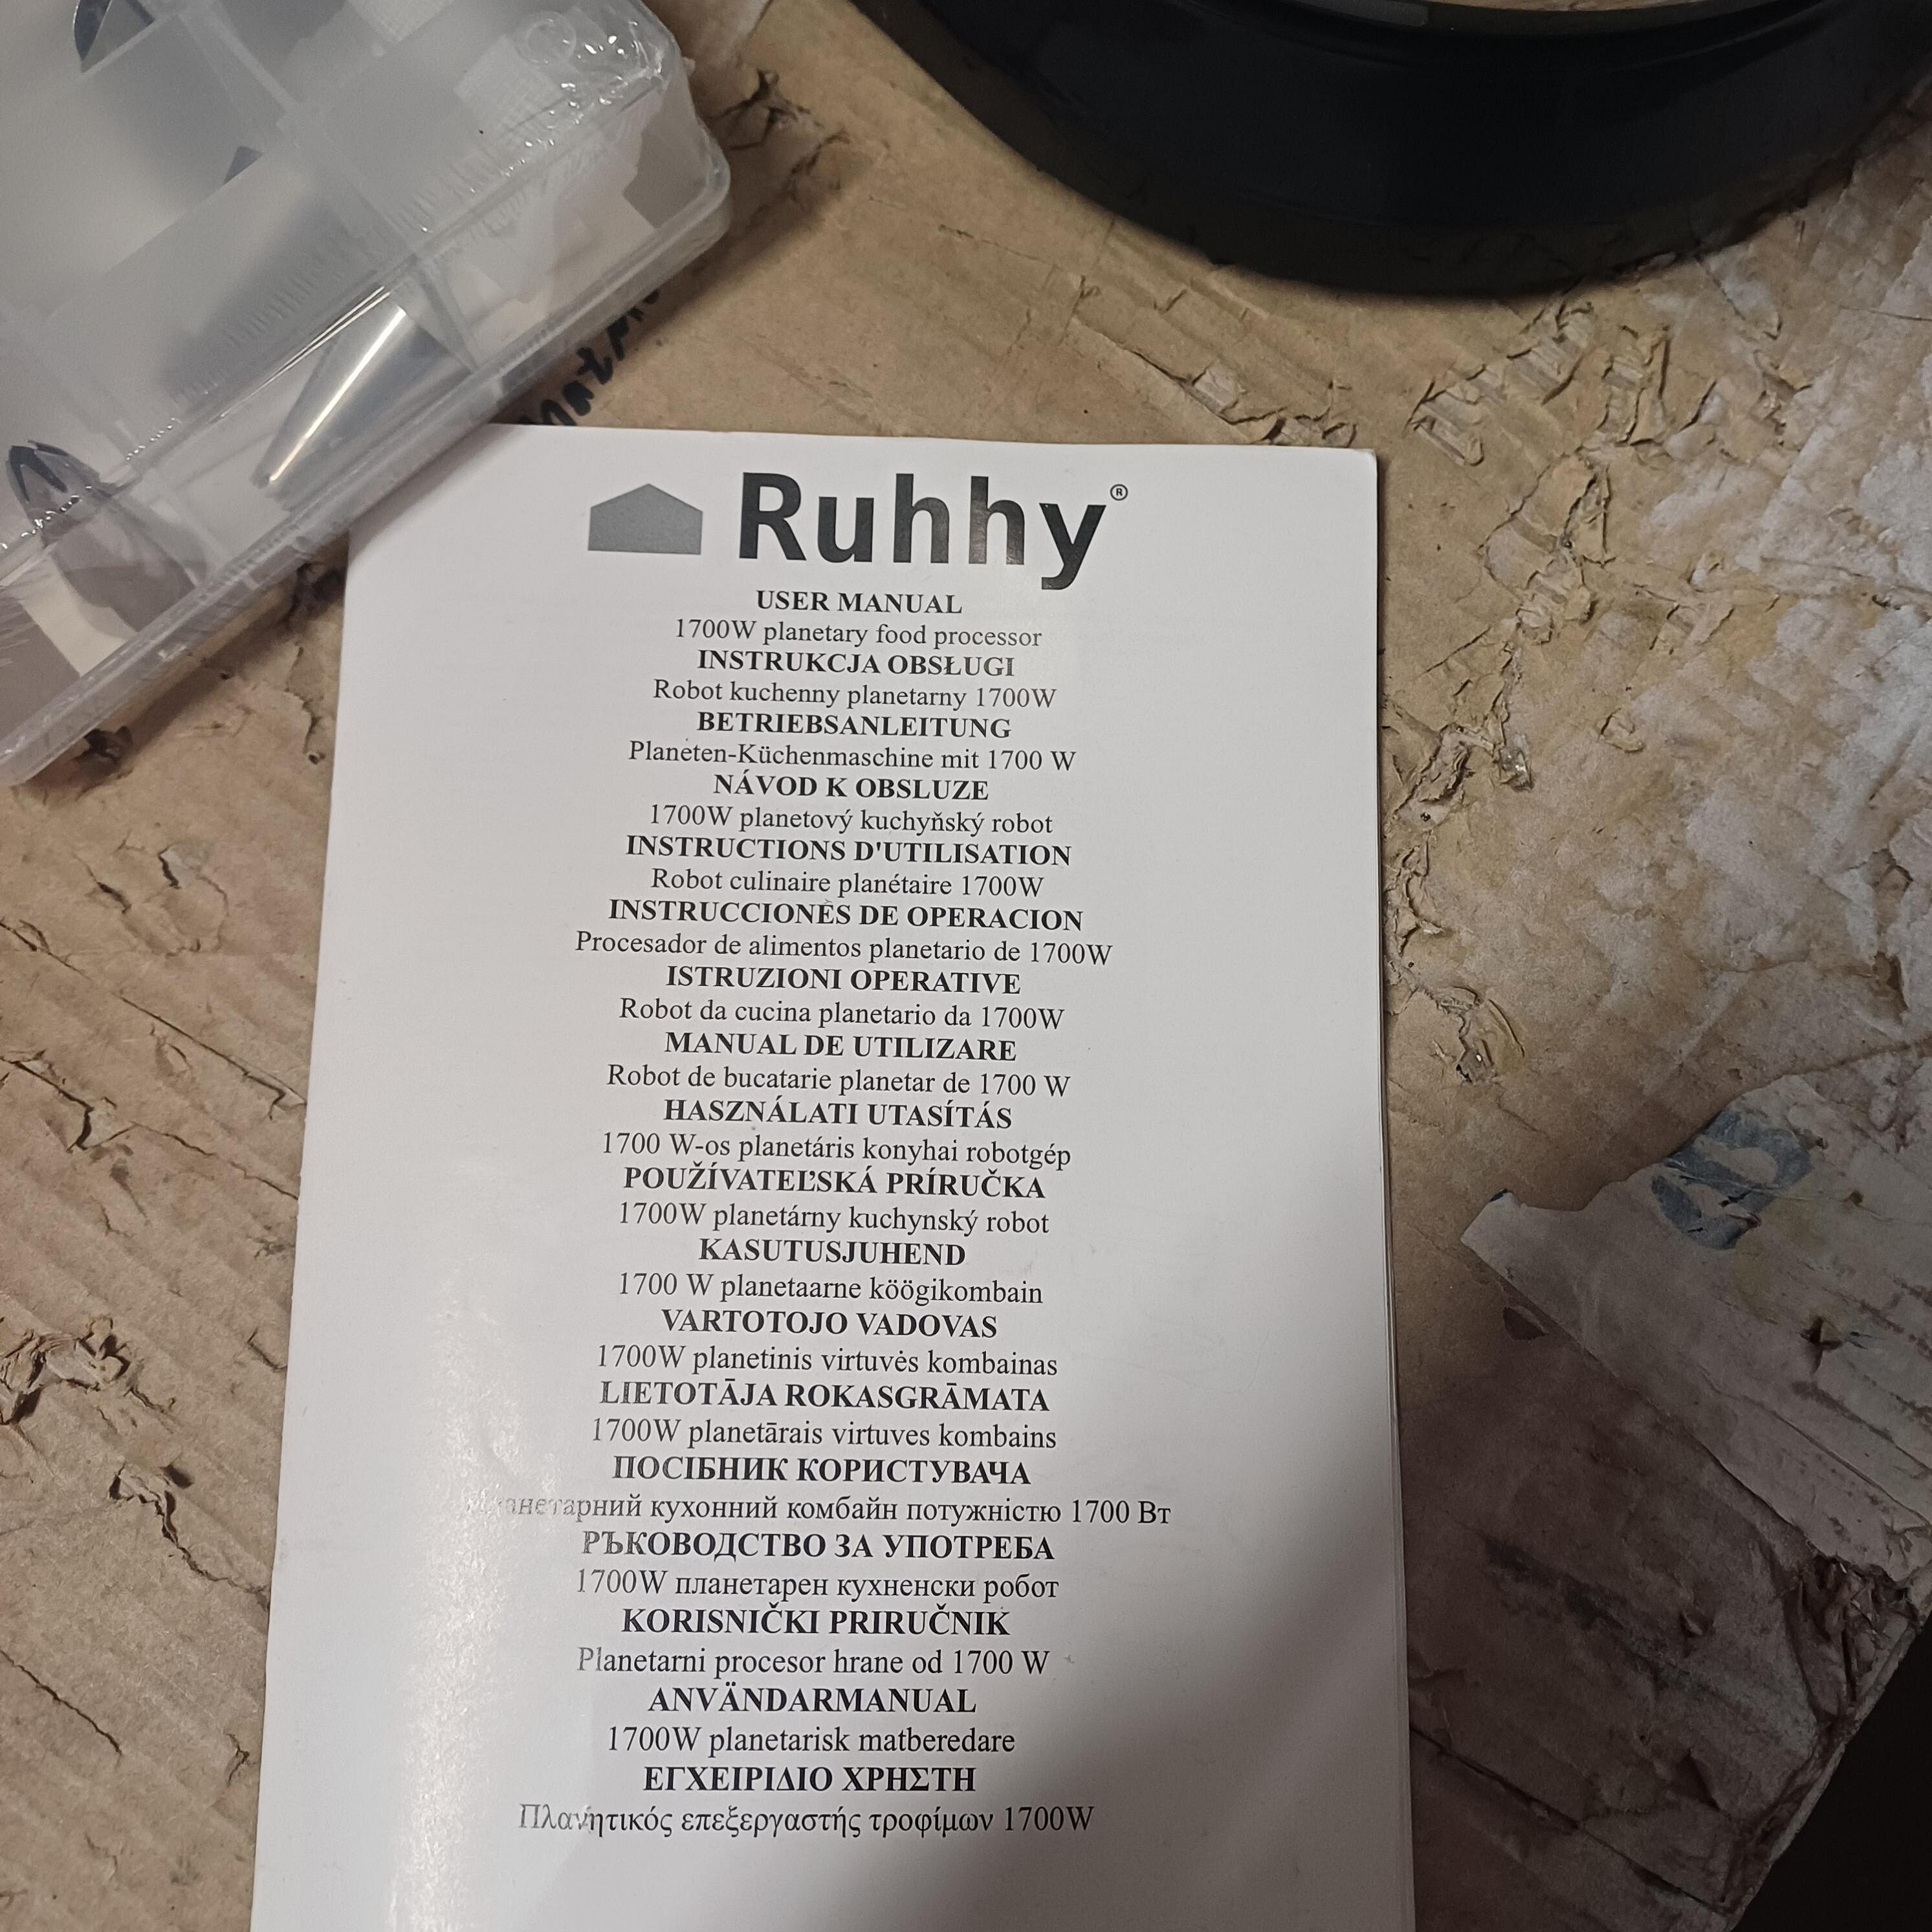 Ruhhy®
USER MANUAL
1700W planetary food processor
INSTRUKCJA OBSŁUGI
Robot kuchenny planetarny 1700W
BETRIEBSANLEITUNG
Planeten-Küchenmaschine mit 1700 W
NÁVOD K OBSLUZE
1700W planetový kuchyňský robot
INSTRUCTIONS D'UTILISATION
Robot culinaire planétaire 1700W
INSTRUCCIONES DE OPERACION
Procesador de alimentos planetario de 1700W
ISTRUZIONI OPERATIVE
Robot da cucina planetario da 1700W
MANUAL DE UTILIZARE
Robot de bucatarie planetar de 1700 W
HASZNÁLATI UTASÍTÁS
1700 W-os planetáris konyhai robotgép
POUŽÍVATEĽSKÁ PRÍRUČKA
1700W planetárny kuchynský robot
KASUTUSJUHEND
1700 W planetaarne köögikombain
VARTOTOJO VADOVAS
1700W planetinis virtuvės kombainas
LIETOTĀJA ROKASGRĀMATA
1700W planetārais virtuves kombains
ПОСІБНИК КОРИСТУВАЧА
Планетарний кухонний комбайн потужністю 1700 Вт
РЪКОВОДСТВО ЗА УПОТРЕБА
1700W планетарен кухненски робот
KORISNIČKI PRIRUČNIK
Planetarni procesor hrane od 1700 W
ANVÄNDARMANUAL
1700W planetarisk matberedare
ΕΓΧΕΙΡΙΔΙΟ ΧΡΗΣΤΗ
Πλανητικός επεξεργαστής τροφίμων 1700W